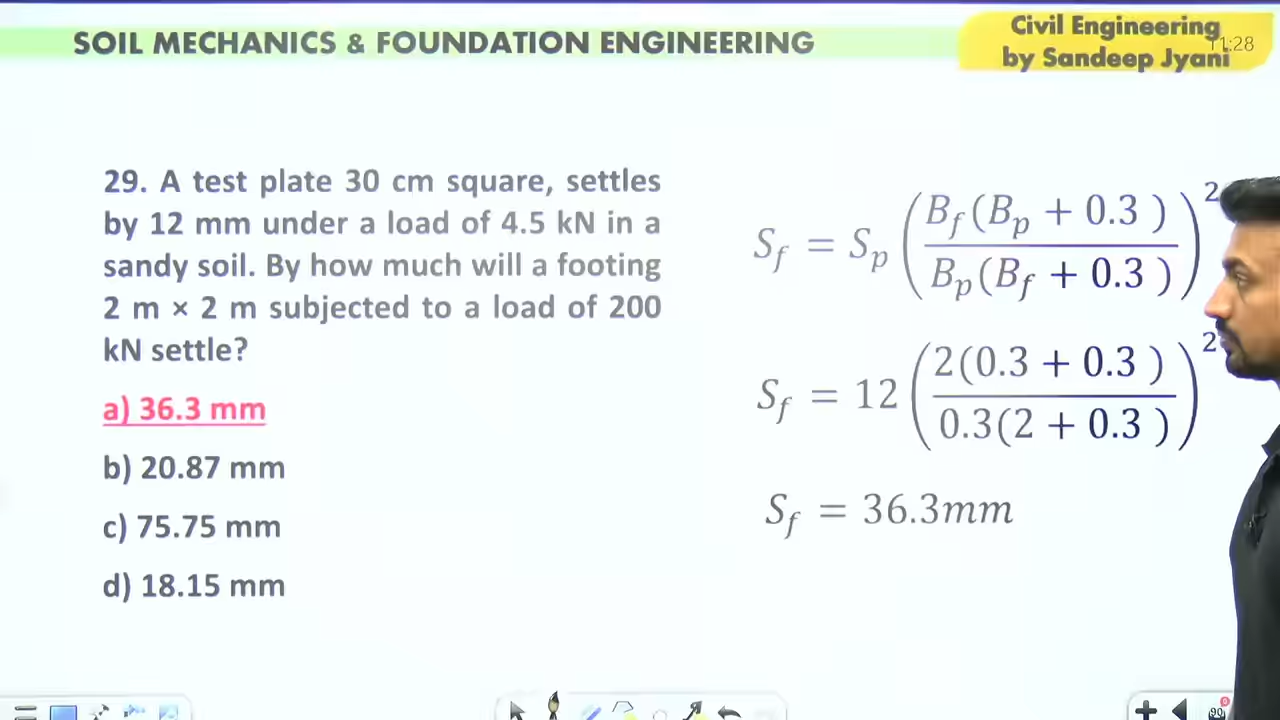 SOIL MECHANICS & FOUNDATION ENGINEERING
Civil Engineering
by Sandeep Jyani
11:28
29. A test plate 30 cm square, settles
by 12 mm under a load of 4.5 kN in a
sandy soil. By how much will a footing
2 m × 2 m subjected to a load of 200
kN settle?
a) 36.3 mm
b) 20.87 mm
c) 75.75 mm
d) 18.15 mm
S_f = S_p (B_f(B_p + 0.3 ) / B_p(B_f + 0.3 ))^2
S_f = 12 (2(0.3 + 0.3 ) / 0.3(2 + 0.3 ))^2
S_f = 36.3mm